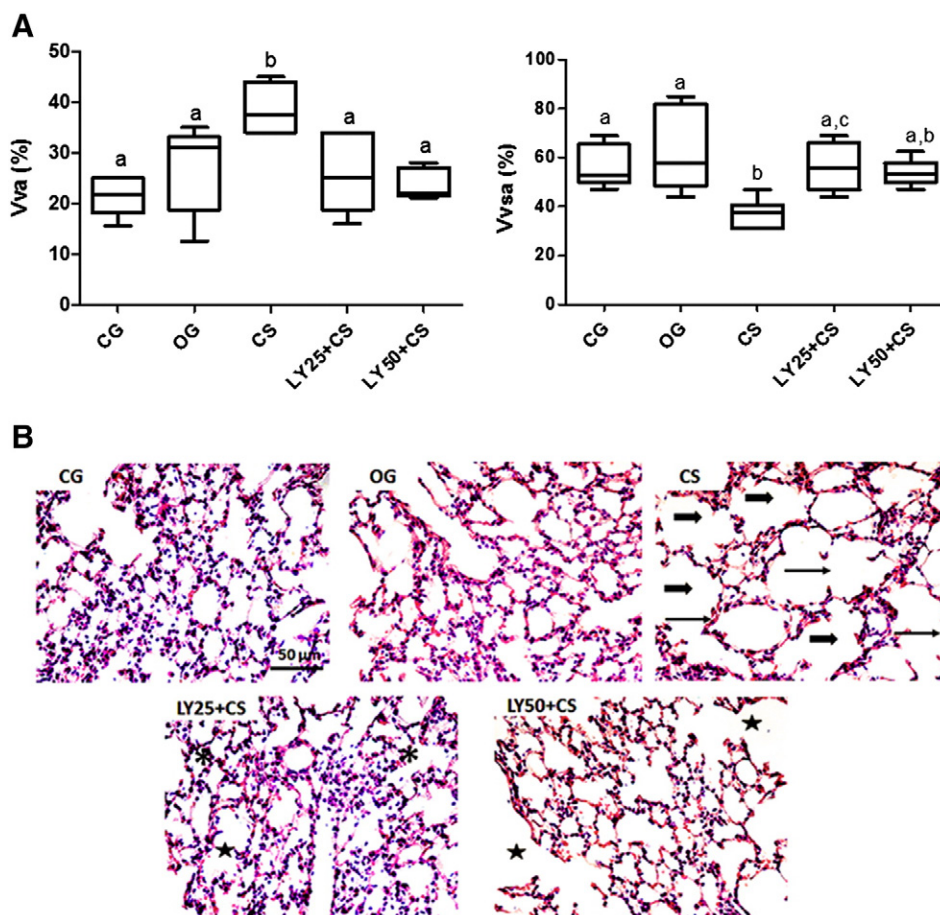 A
Vva (%)
50
40
30
20
10
0
a
a
b
a
a
CG
OG
CS
LY25+CS
LY50+CS
Vvsa (%)
100
80
60
40
20
0
a
a
b
a,c
a,b
CG
OG
CS
LY25+CS
LY50+CS
B
CG
50 μm
OG
CS
LY25+CS
LY50+CS